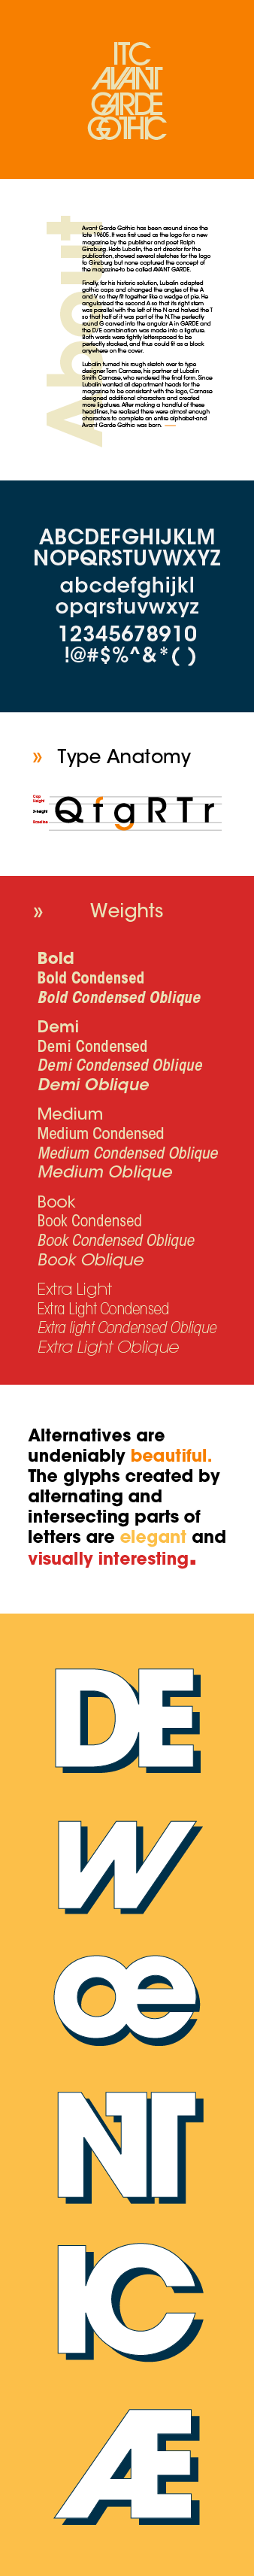 ITC
AVANT
GARDE
GOTHIC
About
Avant Garde Gothic has been around since the
late 1960S. It was first used as the logo for a new
magazine by the publisher and poet Ralph
Ginzburg. Herb Lubalin, the art director for the
publication, showed several sketches for the logo
to Ginzburg but none captured the concept of
the magazine-to be called AVANT GARDE.
Finally, for his historic solution, Lubalin adapted
gothic caps and changed the angles of the A
and V so they fit together like a wedge of pie. He
angularised the second A so that its right stem
was parallel with the left of the N and halved the T
so that half of it was part of the N. The perfectly
round G carved into the angular A in GARDE and
the D/E combination was made into a ligature.
Both words were tightly letterspaced to be
perfectly stacked, and thus could fit as a block
anywhere on the cover.
Lubalin turned his rough sketch over to type
designer Tom Carnase, his partner at Lubalin
Smith Carnase, who rendered the final form. Since
Lubalin wanted all department heads for the
magazine to be consistent with the logo, Carnase
designed additional characters and created
more ligatures. After making a handful of these
headlines, he realised there were almost enough
characters to complete an entire alphabet-and
Avant Garde Gothic was born.
ABCDEFGHIJKLM
NOPQRSTUVWXYZ
abcdefghijkl
opqrstuvwxyz
12345678910
!@#$%^&*()
» Type Anatomy
Cap
Height
X-height
Baseline
Q f g R T r
» Weights
Bold
Bold Condensed
Bold Condensed Oblique
Demi
Demi Condensed
Demi Condensed Oblique
Demi Oblique
Medium
Medium Condensed
Medium Condensed Oblique
Medium Oblique
Book
Book Condensed
Book Condensed Oblique
Book Oblique
Extra Light
Extra Light Condensed
Extra light Condensed Oblique
Extra Light Oblique
Alternatives are
undeniably beautiful.
The glyphs created by
alternating and
intersecting parts of
letters are elegant and
visually interesting.
DE
W
œ
NT
IC
Æ